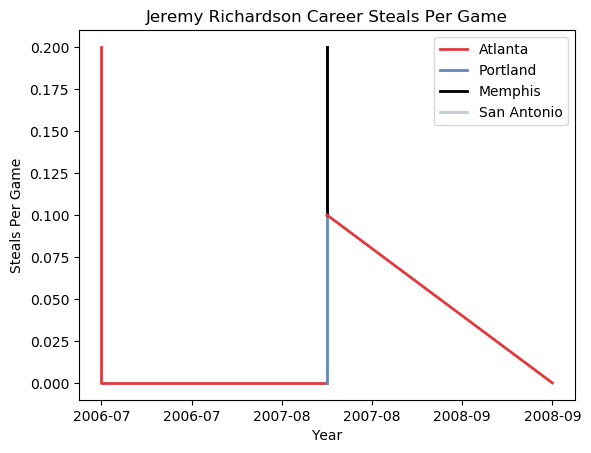 Jeremy Richardson Career Steals Per Game
Atlanta
Portland
Memphis
San Antonio
Steals Per Game
0.200
0.175
0.150
0.125
0.100
0.075
0.050
0.025
0.000
2006-07 2006-07 2007-08 2007-08 2008-09 2008-09
Year